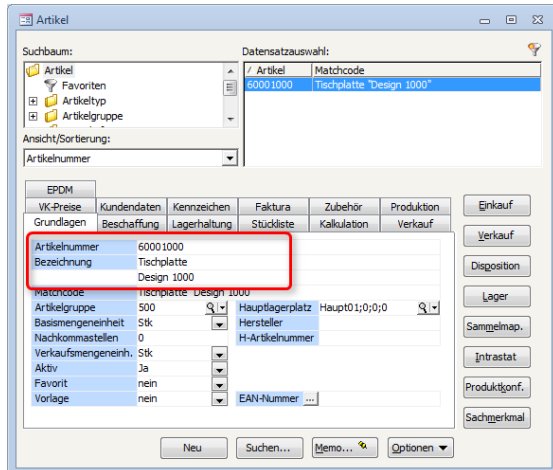 Artikel
Suchbaum:
Datensatzauswahl:
Artikel
Favoriten
Artikeltyp
Artikelgruppe
/ Artikel Matchcode
60001000 Tischplatte "Design 1000"
Ansicht/Sortierung:
Artikelnummer
EPDM
VK-Preise Kundendaten Kennzeichen Faktura Zubehör Produktion
Grundlagen Beschaffung Lagerhaltung Stückliste Kalkulation Verkauf
Artikelnummer 60001000
Bezeichnung Tischplatte
Design 1000
Matchcode Tischplatte "Design 1000"
Artikelgruppe 500 Hauptlagerplatz Haupt01;0;0;0
Basismengeneinheit Stk Hersteller
Nachkommastellen 0 H-Artikelnummer
Verkaufsmengeneinh. Stk
Aktiv Ja
Favorit nein
Vorlage nein EAN-Nummer ...
Einkauf
Verkauf
Disposition
Lager
Sammelmap.
Intrastat
Produktkonf.
Sachmerkmal
Neu Suchen... Memo... Optionen